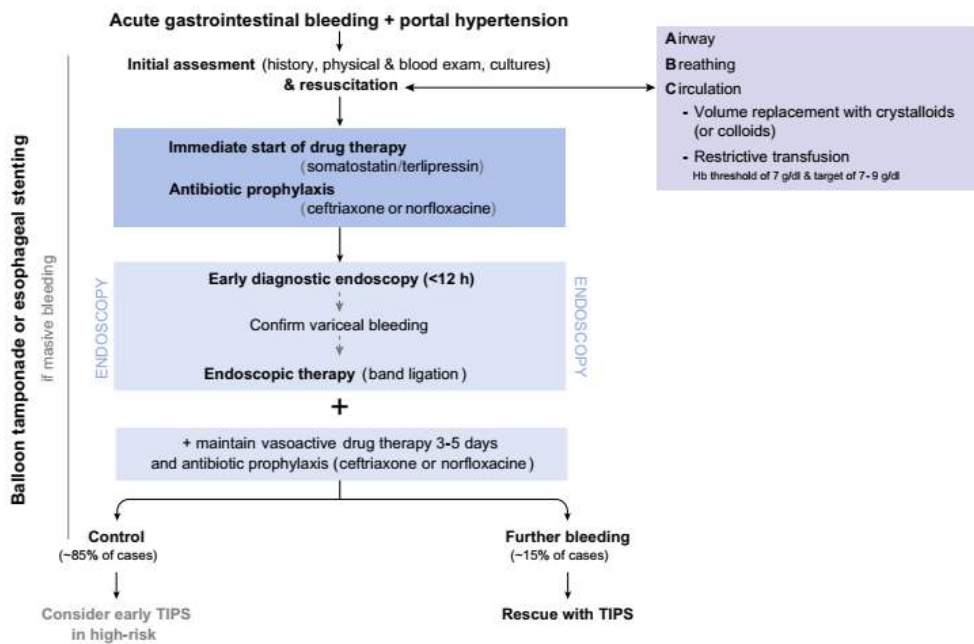 Acute gastrointestinal bleeding + portal hypertension
Initial assesment (history, physical & blood exam, cultures)
& resuscitation
Airway
Breathing
Circulation
- Volume replacement with crystalloids
(or colloids)
- Restrictive transfusion
Hb threshold of 7 g/dl & target of 7-9 g/dl
Balloon tamponade or esophageal stenting
if masive bleeding
Immediate start of drug therapy
(somatostatin/terlipressin)
Antibiotic prophylaxis
(ceftriaxone or norfloxacine)
ENDOSCOPY
Early diagnostic endoscopy (<12 h)
Confirm variceal bleeding
Endoscopic therapy (band ligation)
ENDOSCOPY
+
+ maintain vasoactive drug therapy 3-5 days
and antibiotic prophylaxis (ceftriaxone or norfloxacine)
Control
(~85% of cases)
Further bleeding
(~15% of cases)
Consider early TIPS
in high-risk
Rescue with TIPS